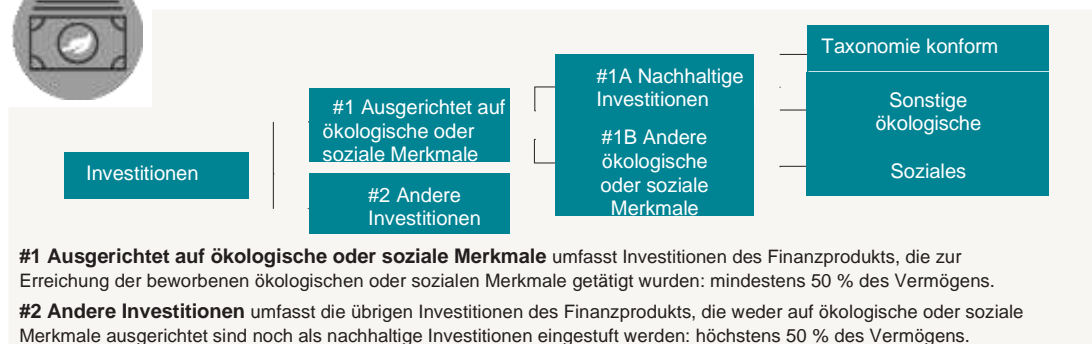 Investitionen
#1 Ausgerichtet auf
ökologische oder
soziale Merkmale
#2 Andere
Investitionen
#1A Nachhaltige
Investitionen
#1B Andere
ökologische
oder soziale
Merkmale
Taxonomie konform
Sonstige
ökologische
Soziales
#1 Ausgerichtet auf ökologische oder soziale Merkmale umfasst Investitionen des Finanzprodukts, die zur
Erreichung der beworbenen ökologischen oder sozialen Merkmale getätigt wurden: mindestens 50 % des Vermögens.
#2 Andere Investitionen umfasst die übrigen Investitionen des Finanzprodukts, die weder auf ökologische oder soziale
Merkmale ausgerichtet sind noch als nachhaltige Investitionen eingestuft werden: höchstens 50 % des Vermögens.